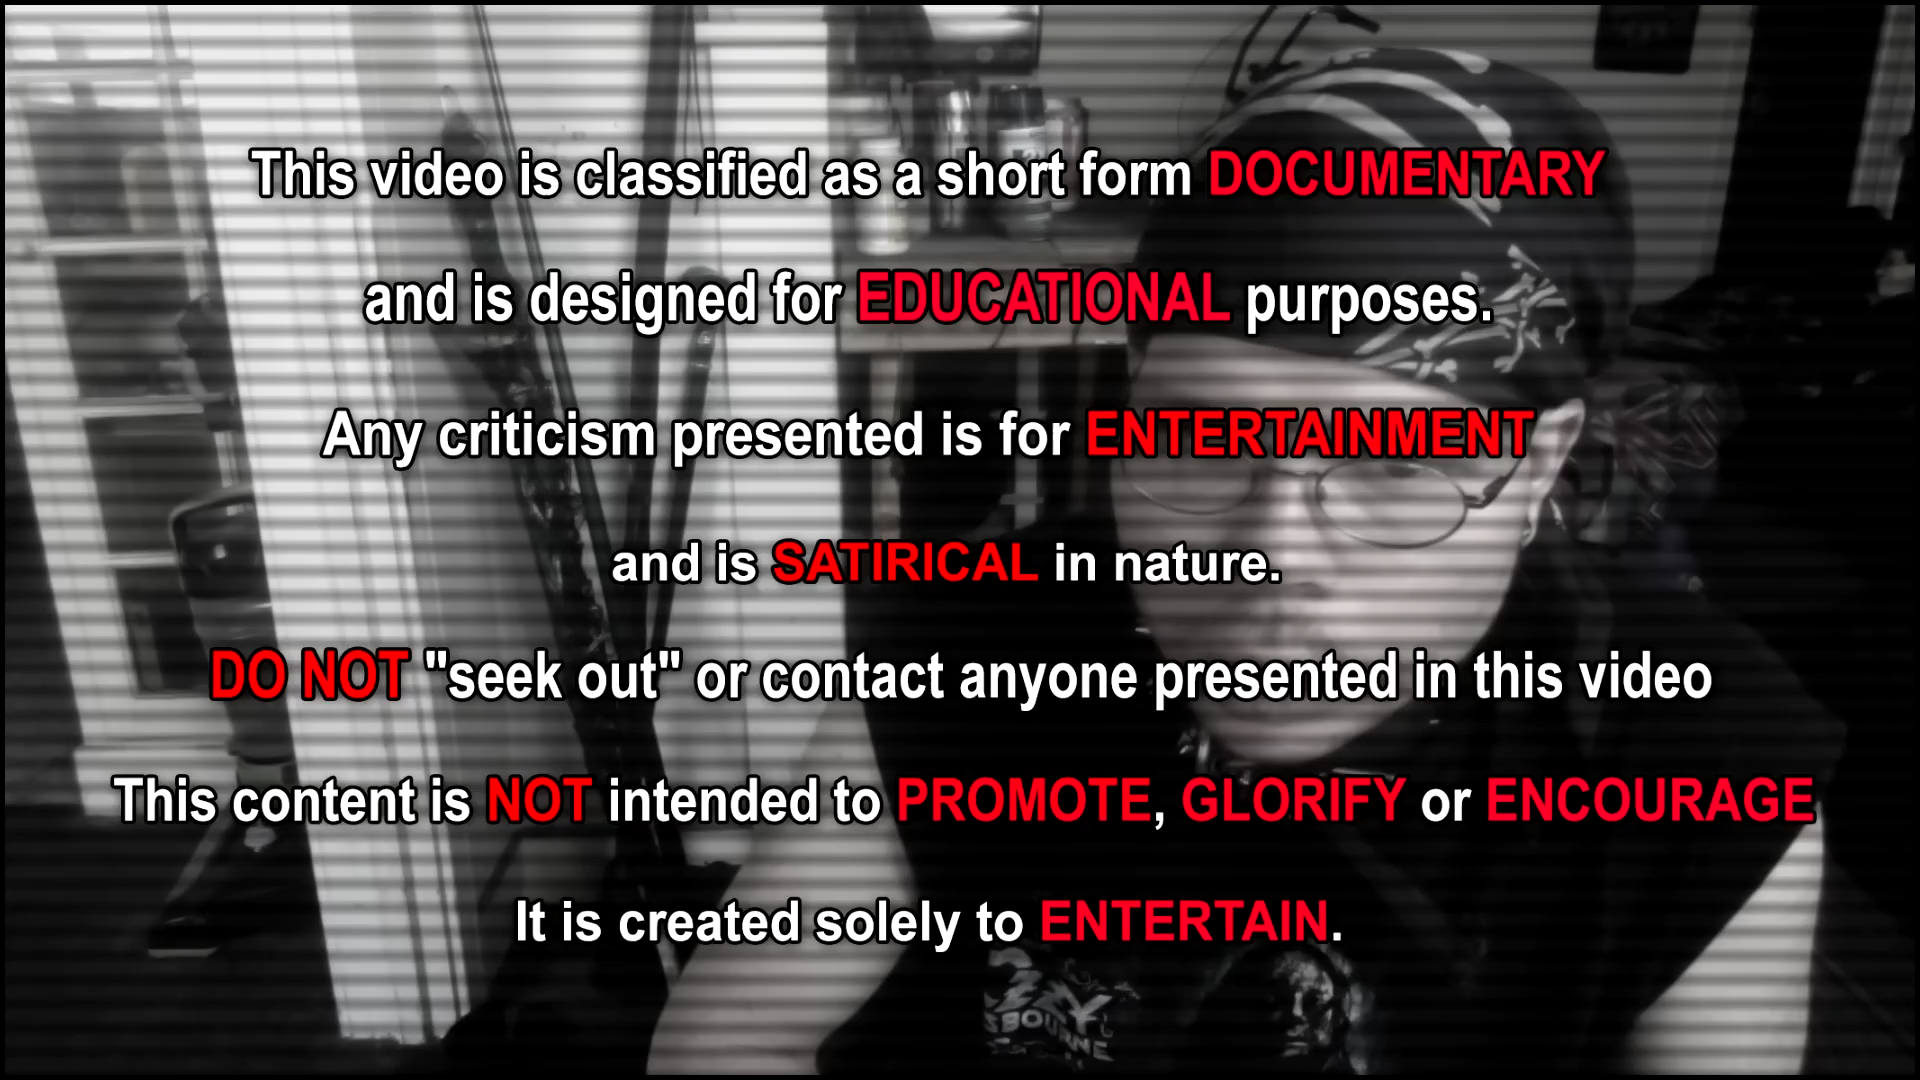 This video is classified as a short form DOCUMENTARY
and is designed for EDUCATIONAL purposes.
Any criticism presented is for ENTERTAINMENT
and is SATIRICAL in nature.
DO NOT "seek out" or contact anyone presented in this video
This content is NOT intended to PROMOTE, GLORIFY or ENCOURAGE
It is created solely to ENTERTAIN.
OZZY
OSBOURNE